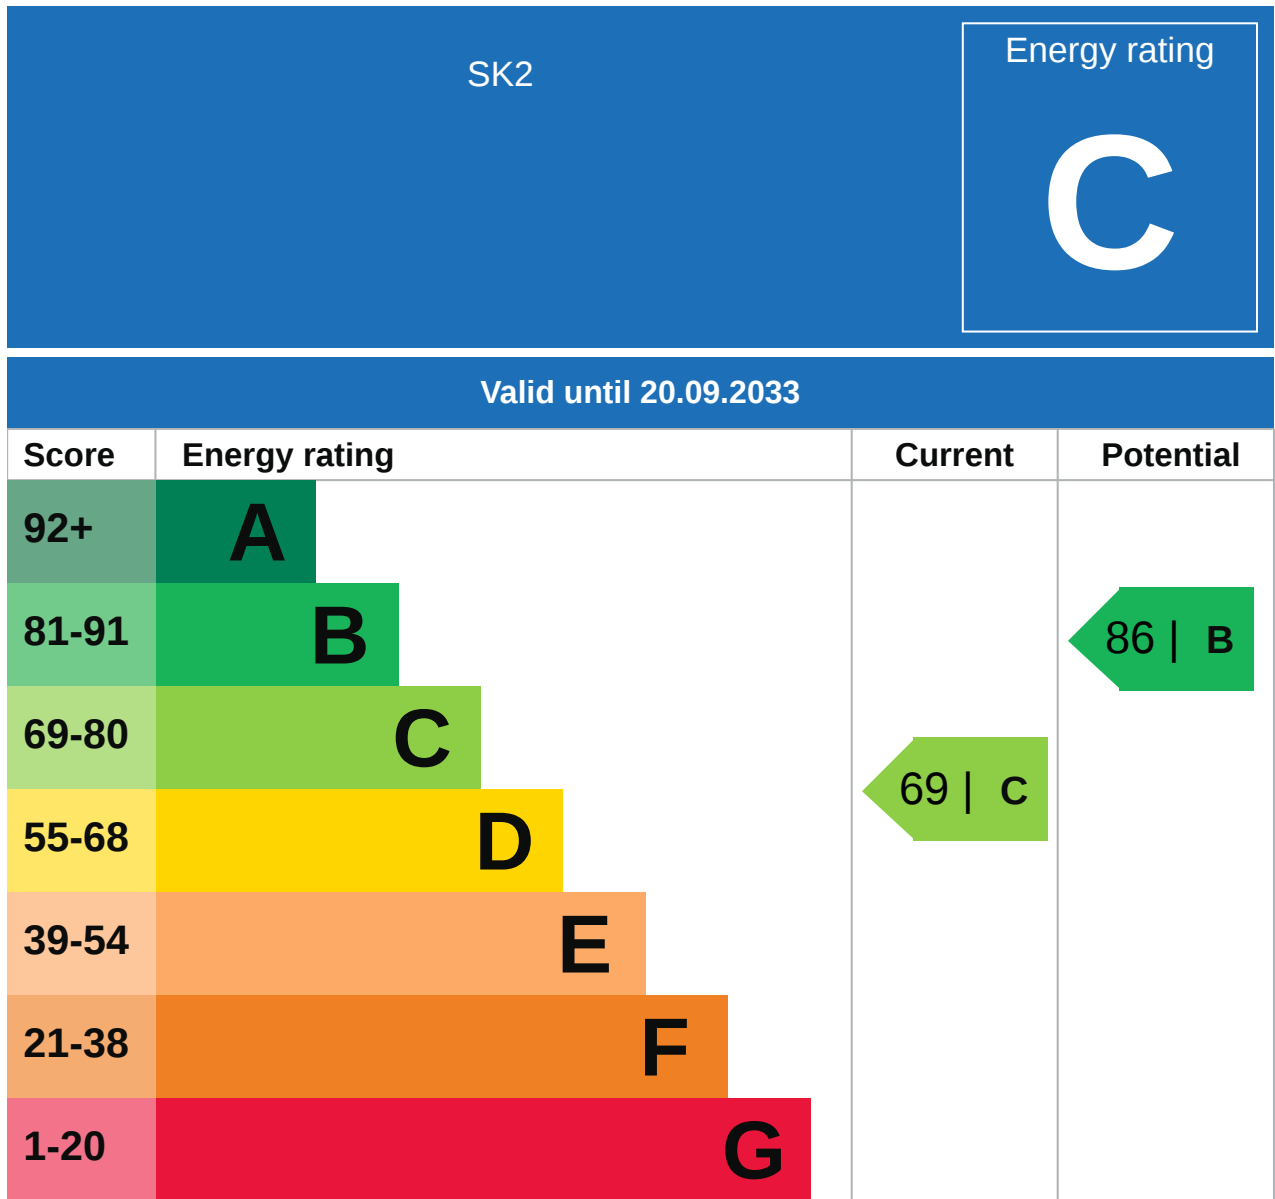 SK2
Energy rating
C
Valid until 20.09.2033
Score Energy rating Current Potential
92+ A
81-91 B 86 | B
69-80 C 69 | C
55-68 D
39-54 E
21-38 F
1-20 G